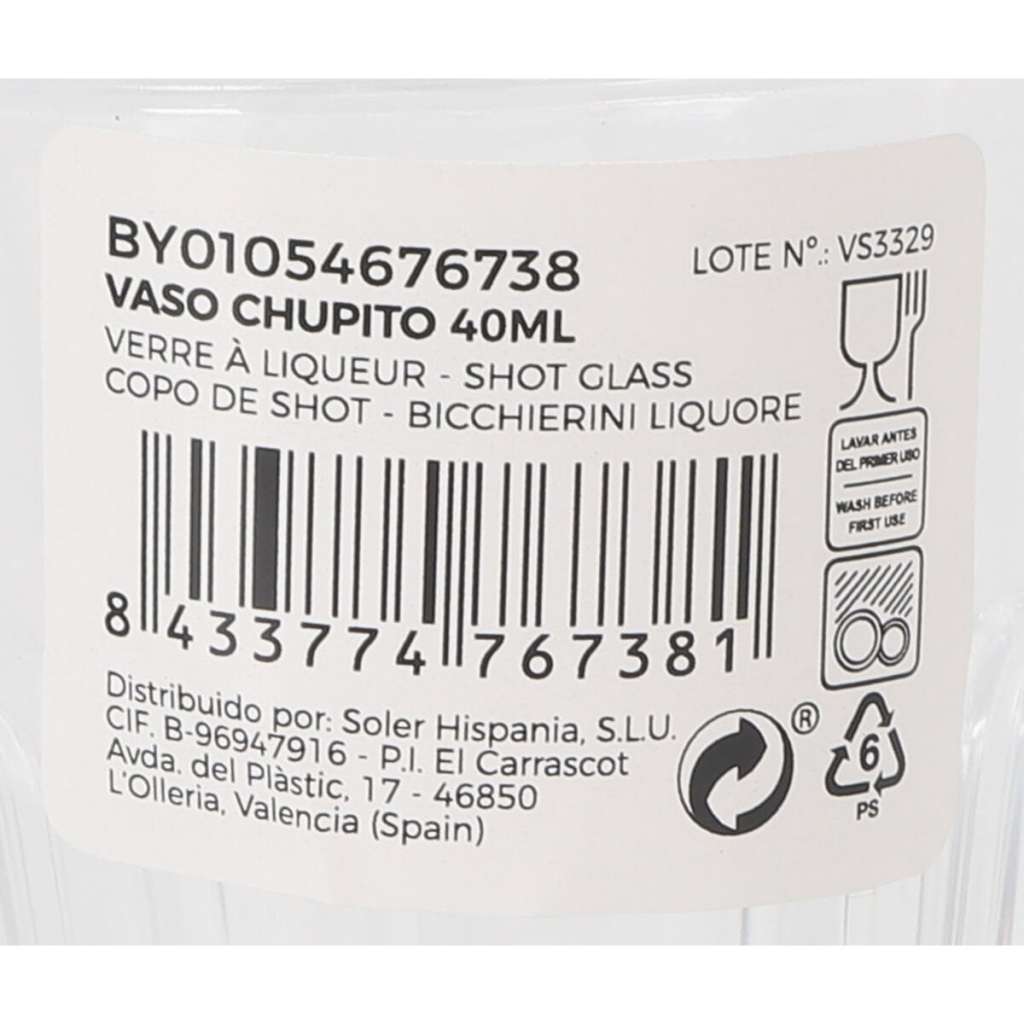 BY01054676738
LOTE Nº.: VS3329
VASO CHUPITO 40ML
VERRE À LIQUEUR - SHOT GLASS
COPO DE SHOT - BICCHIERINI LIQUORE
LAVAR ANTES
DEL PRIMER USO
WASH BEFORE
FIRST USE
8 433774 767381
Distribuido por: Soler Hispania, S.L.U.
CIF. B-96947916 - P.I. El Carrascot
Avda. del Plàstic, 17 - 46850
L'Olleria, Valencia (Spain)
®
6
PS